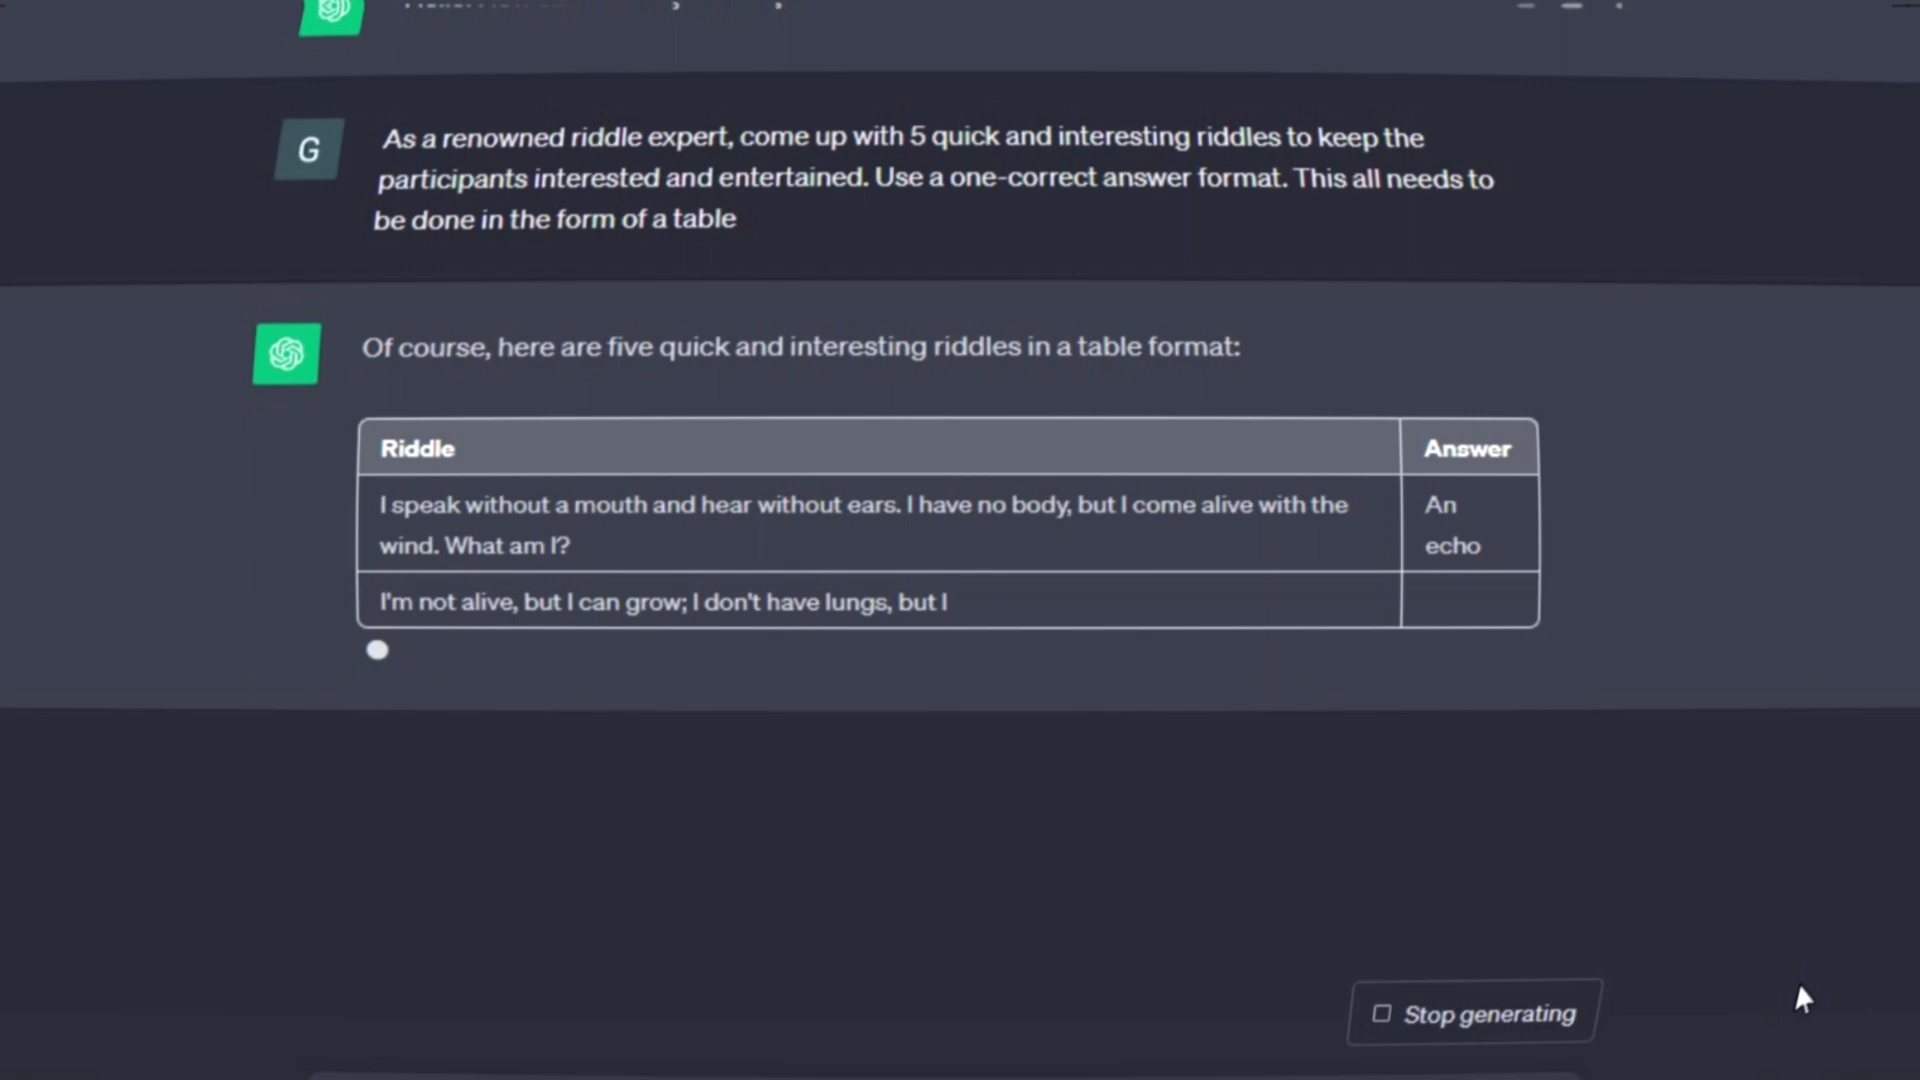 G
As a renowned riddle expert, come up with 5 quick and interesting riddles to keep the
participants interested and entertained. Use a one-correct answer format. This all needs to
be done in the form of a table
Of course, here are five quick and interesting riddles in a table format:
Riddle
Answer
I speak without a mouth and hear without ears. I have no body, but I come alive with the
wind. What am I?
An
echo
I'm not alive, but I can grow; I don't have lungs, but I
Stop generating